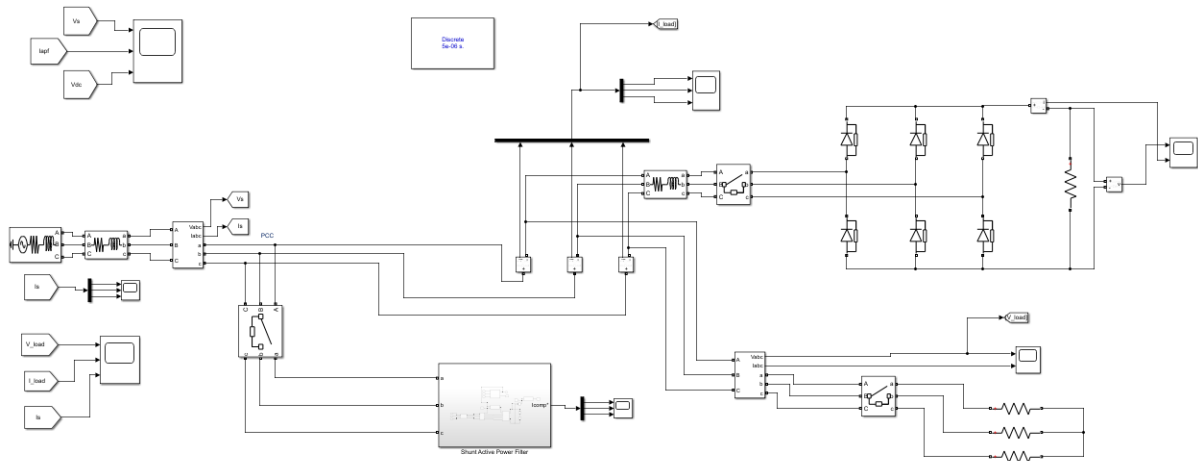 Vs
Iapf
Vdc
Discrete
5e-06 s.
I_load]
Vs
Is
PCC
A
B
C
A
B
C
a
b
c
A
B
C
Vabc
Iabc
a
b
c
A
B
C
a
b
c
A
B
C
a
b
c
Is
C
B
A
c
b
a
V_load
I_load
Is
a
b
c
Icomp*
Shunt Active Power Filter
V_load]
A
B
C
Vabc
Iabc
a
b
c
A
B
C
a
b
c